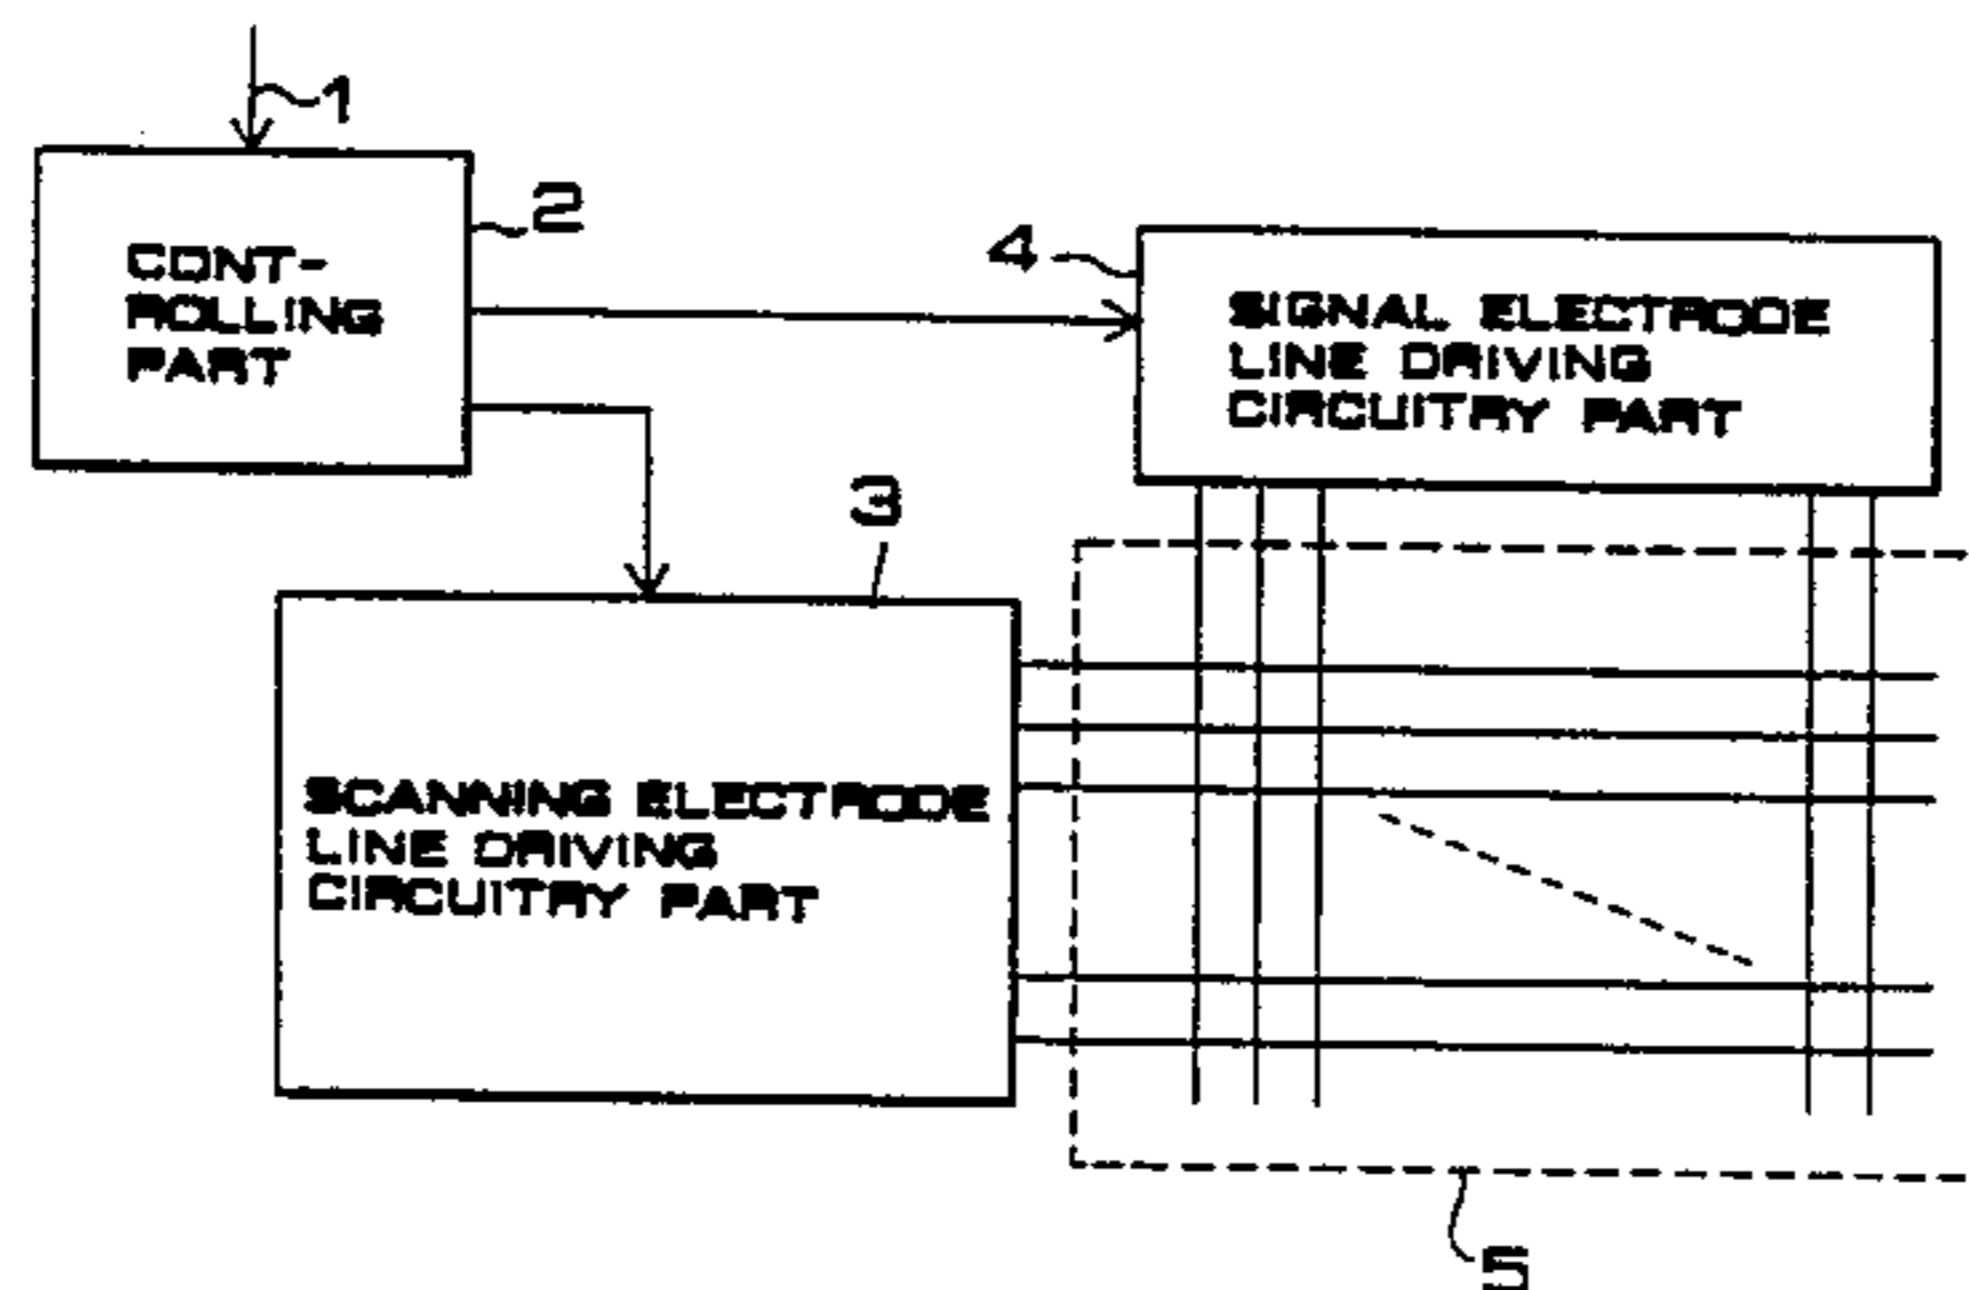 1
2
CONT-
ROLLING
PART
4
SIGNAL ELECTRODE
LINE DRIVING
CIRCUITRY PART
3
SCANNING ELECTRODE
LINE DRIVING
CIRCUITRY PART
5